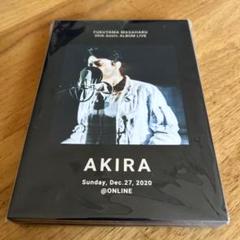 FUKUYAMA MASAHARU
30th Anniv. ALBUM LIVE
AKIRA
Sunday, Dec.27, 2020
@ONLINE